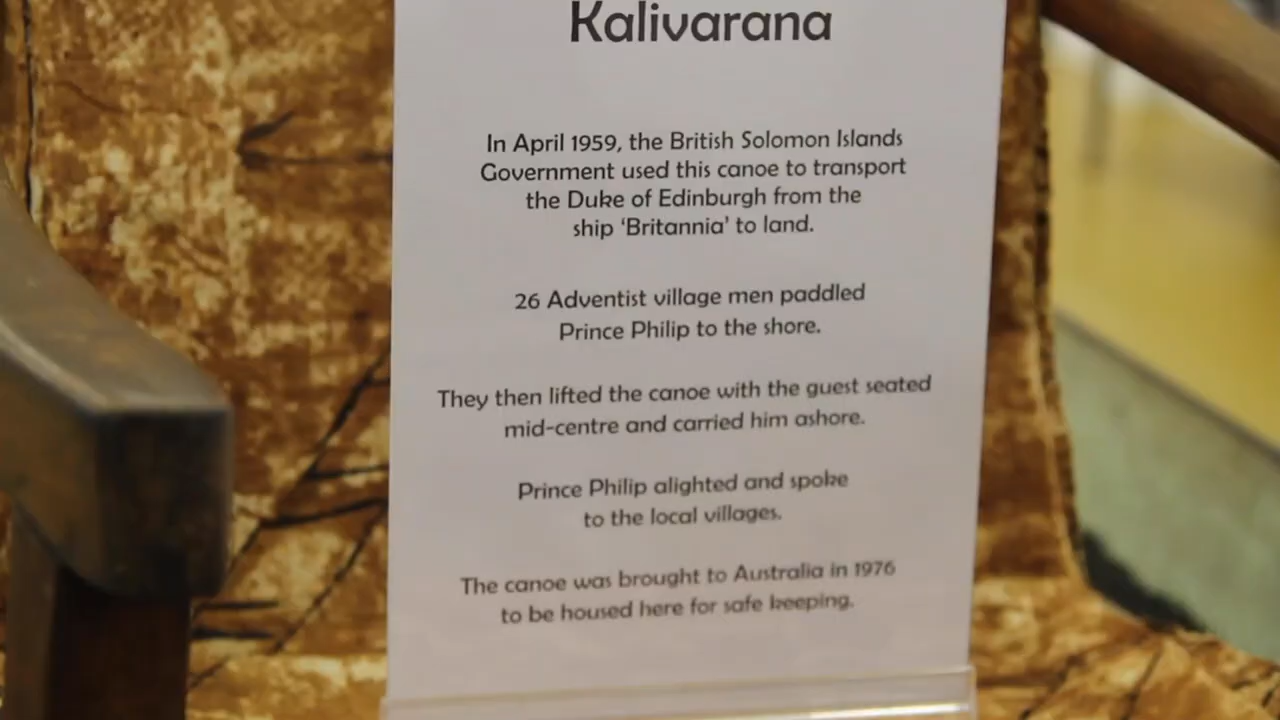 Kalivarana
In April 1959, the British Solomon Islands
Government used this canoe to transport
the Duke of Edinburgh from the
ship ‘Britannia’ to land.
26 Adventist village men paddled
Prince Philip to the shore.
They then lifted the canoe with the guest seated
mid-centre and carried him ashore.
Prince Philip alighted and spoke
to the local villages.
The canoe was brought to Australia in 1976
to be housed here for safe keeping.